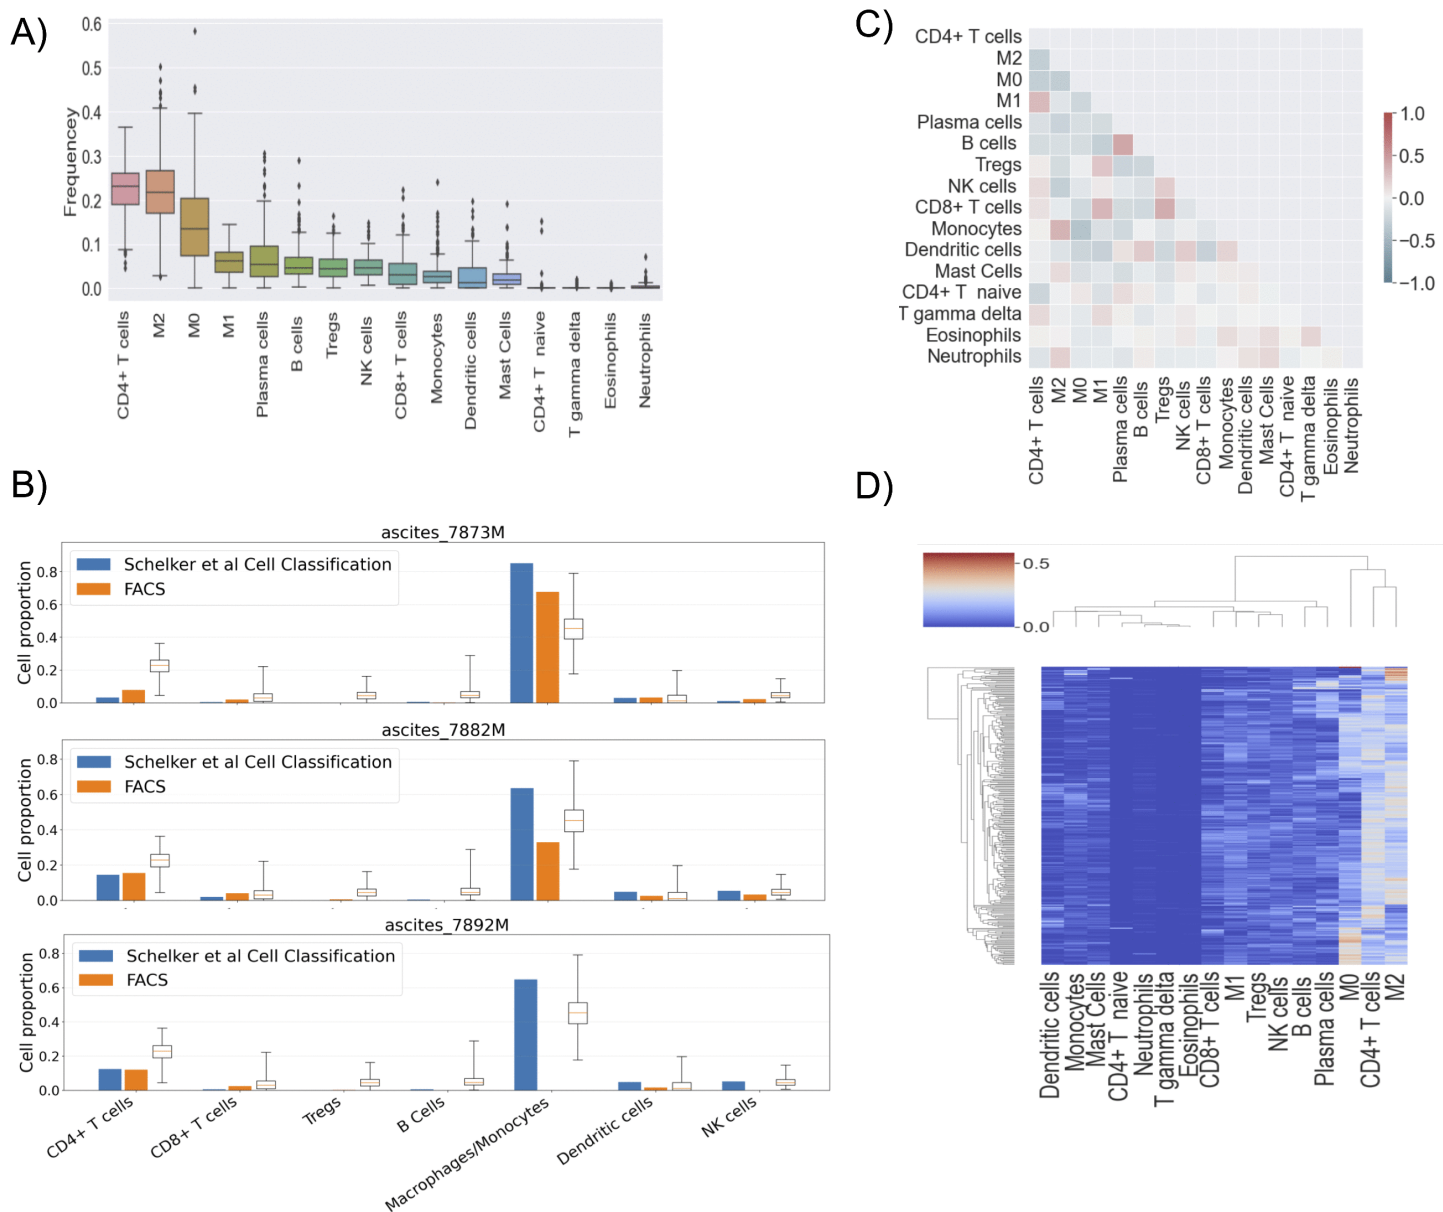 A)
Frequencey
0.6
0.5
0.4
0.3
0.2
0.1
0.0
CD4+ T cells
M2
M0
M1
Plasma cells
B cells
Tregs
NK cells
CD8+ T cells
Monocytes
Dendritic cells
Mast Cells
CD4+ T naive
T gamma delta
Eosinophils
Neutrophils
B)
ascites_7873M
Schelker et al Cell Classification
FACS
Cell proportion
0.8
0.6
0.4
0.2
0.0
ascites_7882M
Schelker et al Cell Classification
FACS
Cell proportion
0.8
0.6
0.4
0.2
0.0
ascites_7892M
Schelker et al Cell Classification
FACS
Cell proportion
0.8
0.6
0.4
0.2
0.0
CD4+ T cells
CD8+ T cells
Tregs
B Cells
Macrophages/Monocytes
Dendritic cells
NK cells
C)
CD4+ T cells
M2
M0
M1
Plasma cells
B cells
Tregs
NK cells
CD8+ T cells
Monocytes
Dendritic cells
Mast Cells
CD4+ T naive
T gamma delta
Eosinophils
Neutrophils
CD4+ T cells
M2
M0
M1
Plasma cells
B cells
Tregs
NK cells
CD8+ T cells
Monocytes
Dendritic cells
Mast Cells
CD4+ T naive
T gamma delta
Eosinophils
Neutrophils
1.0
0.5
0.0
−0.5
−1.0
D)
0.5
0.0
Dendritic cells
Monocytes
Mast Cells
CD4+ T naive
Neutrophils
T gamma delta
Eosinophils
CD8+ T cells
M1
Tregs
NK cells
B cells
Plasma cells
M0
CD4+ T cells
M2